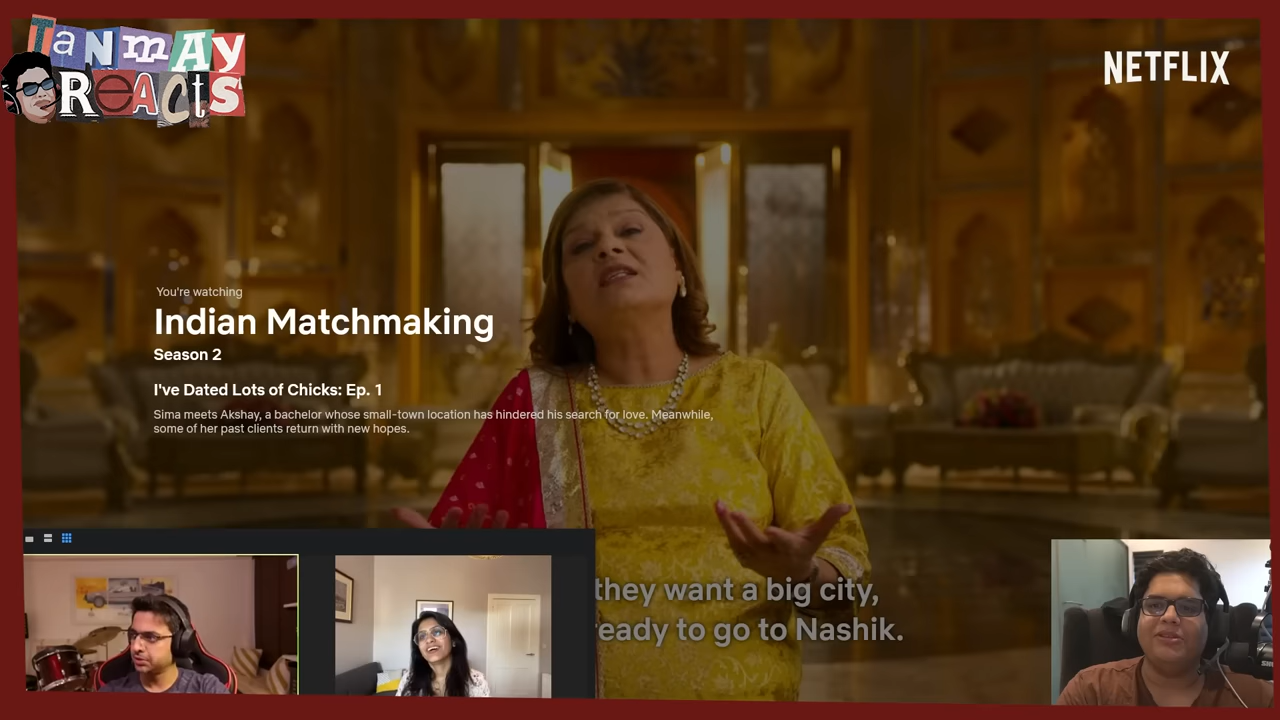 TaNmAy
ReActs
NETFLIX
You're watching
Indian Matchmaking
Season 2
I've Dated Lots of Chicks: Ep. 1
Sima meets Akshay, a bachelor whose small-town location has hindered his search for love. Meanwhile,
some of her past clients return with new hopes.
they want a big city,
ready to go to Nashik.